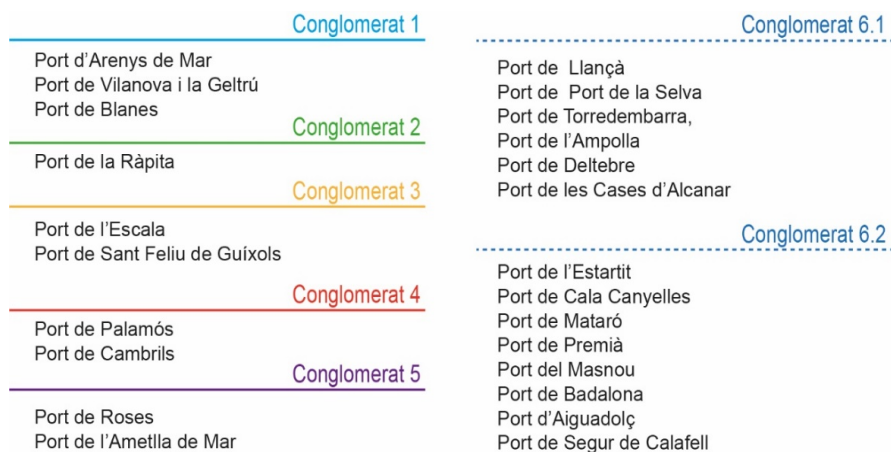 Conglomerat 1
Port d'Arenys de Mar
Port de Vilanova i la Geltrú
Port de Blanes
Conglomerat 2
Port de la Ràpita
Conglomerat 3
Port de l'Escala
Port de Sant Feliu de Guíxols
Conglomerat 4
Port de Palamós
Port de Cambrils
Conglomerat 5
Port de Roses
Port de l'Ametlla de Mar
Conglomerat 6.1
Port de Llançà
Port de Port de la Selva
Port de Torredembarra,
Port de l'Ampolla
Port de Deltebre
Port de les Cases d'Alcanar
Conglomerat 6.2
Port de l'Estartit
Port de Cala Canyelles
Port de Mataró
Port de Premià
Port del Masnou
Port de Badalona
Port d'Aiguadolç
Port de Segur de Calafell